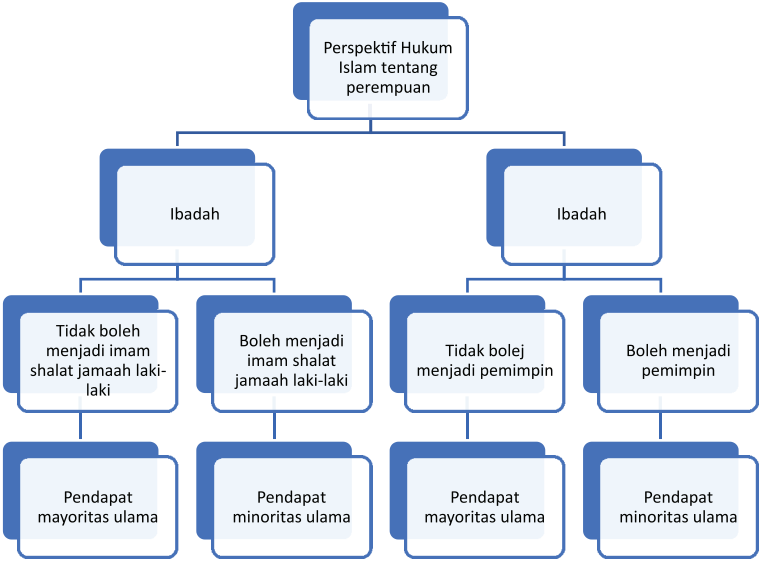 Perspektif Hukum
Islam tentang
perempuan
Ibadah
Ibadah
Tidak boleh
menjadi imam
shalat jamaah laki-
laki
Boleh menjadi
imam shalat
jamaah laki-laki
Tidak bolej
menjadi pemimpin
Boleh menjadi
pemimpin
Pendapat
mayoritas ulama
Pendapat
minoritas ulama
Pendapat
mayoritas ulama
Pendapat
minoritas ulama